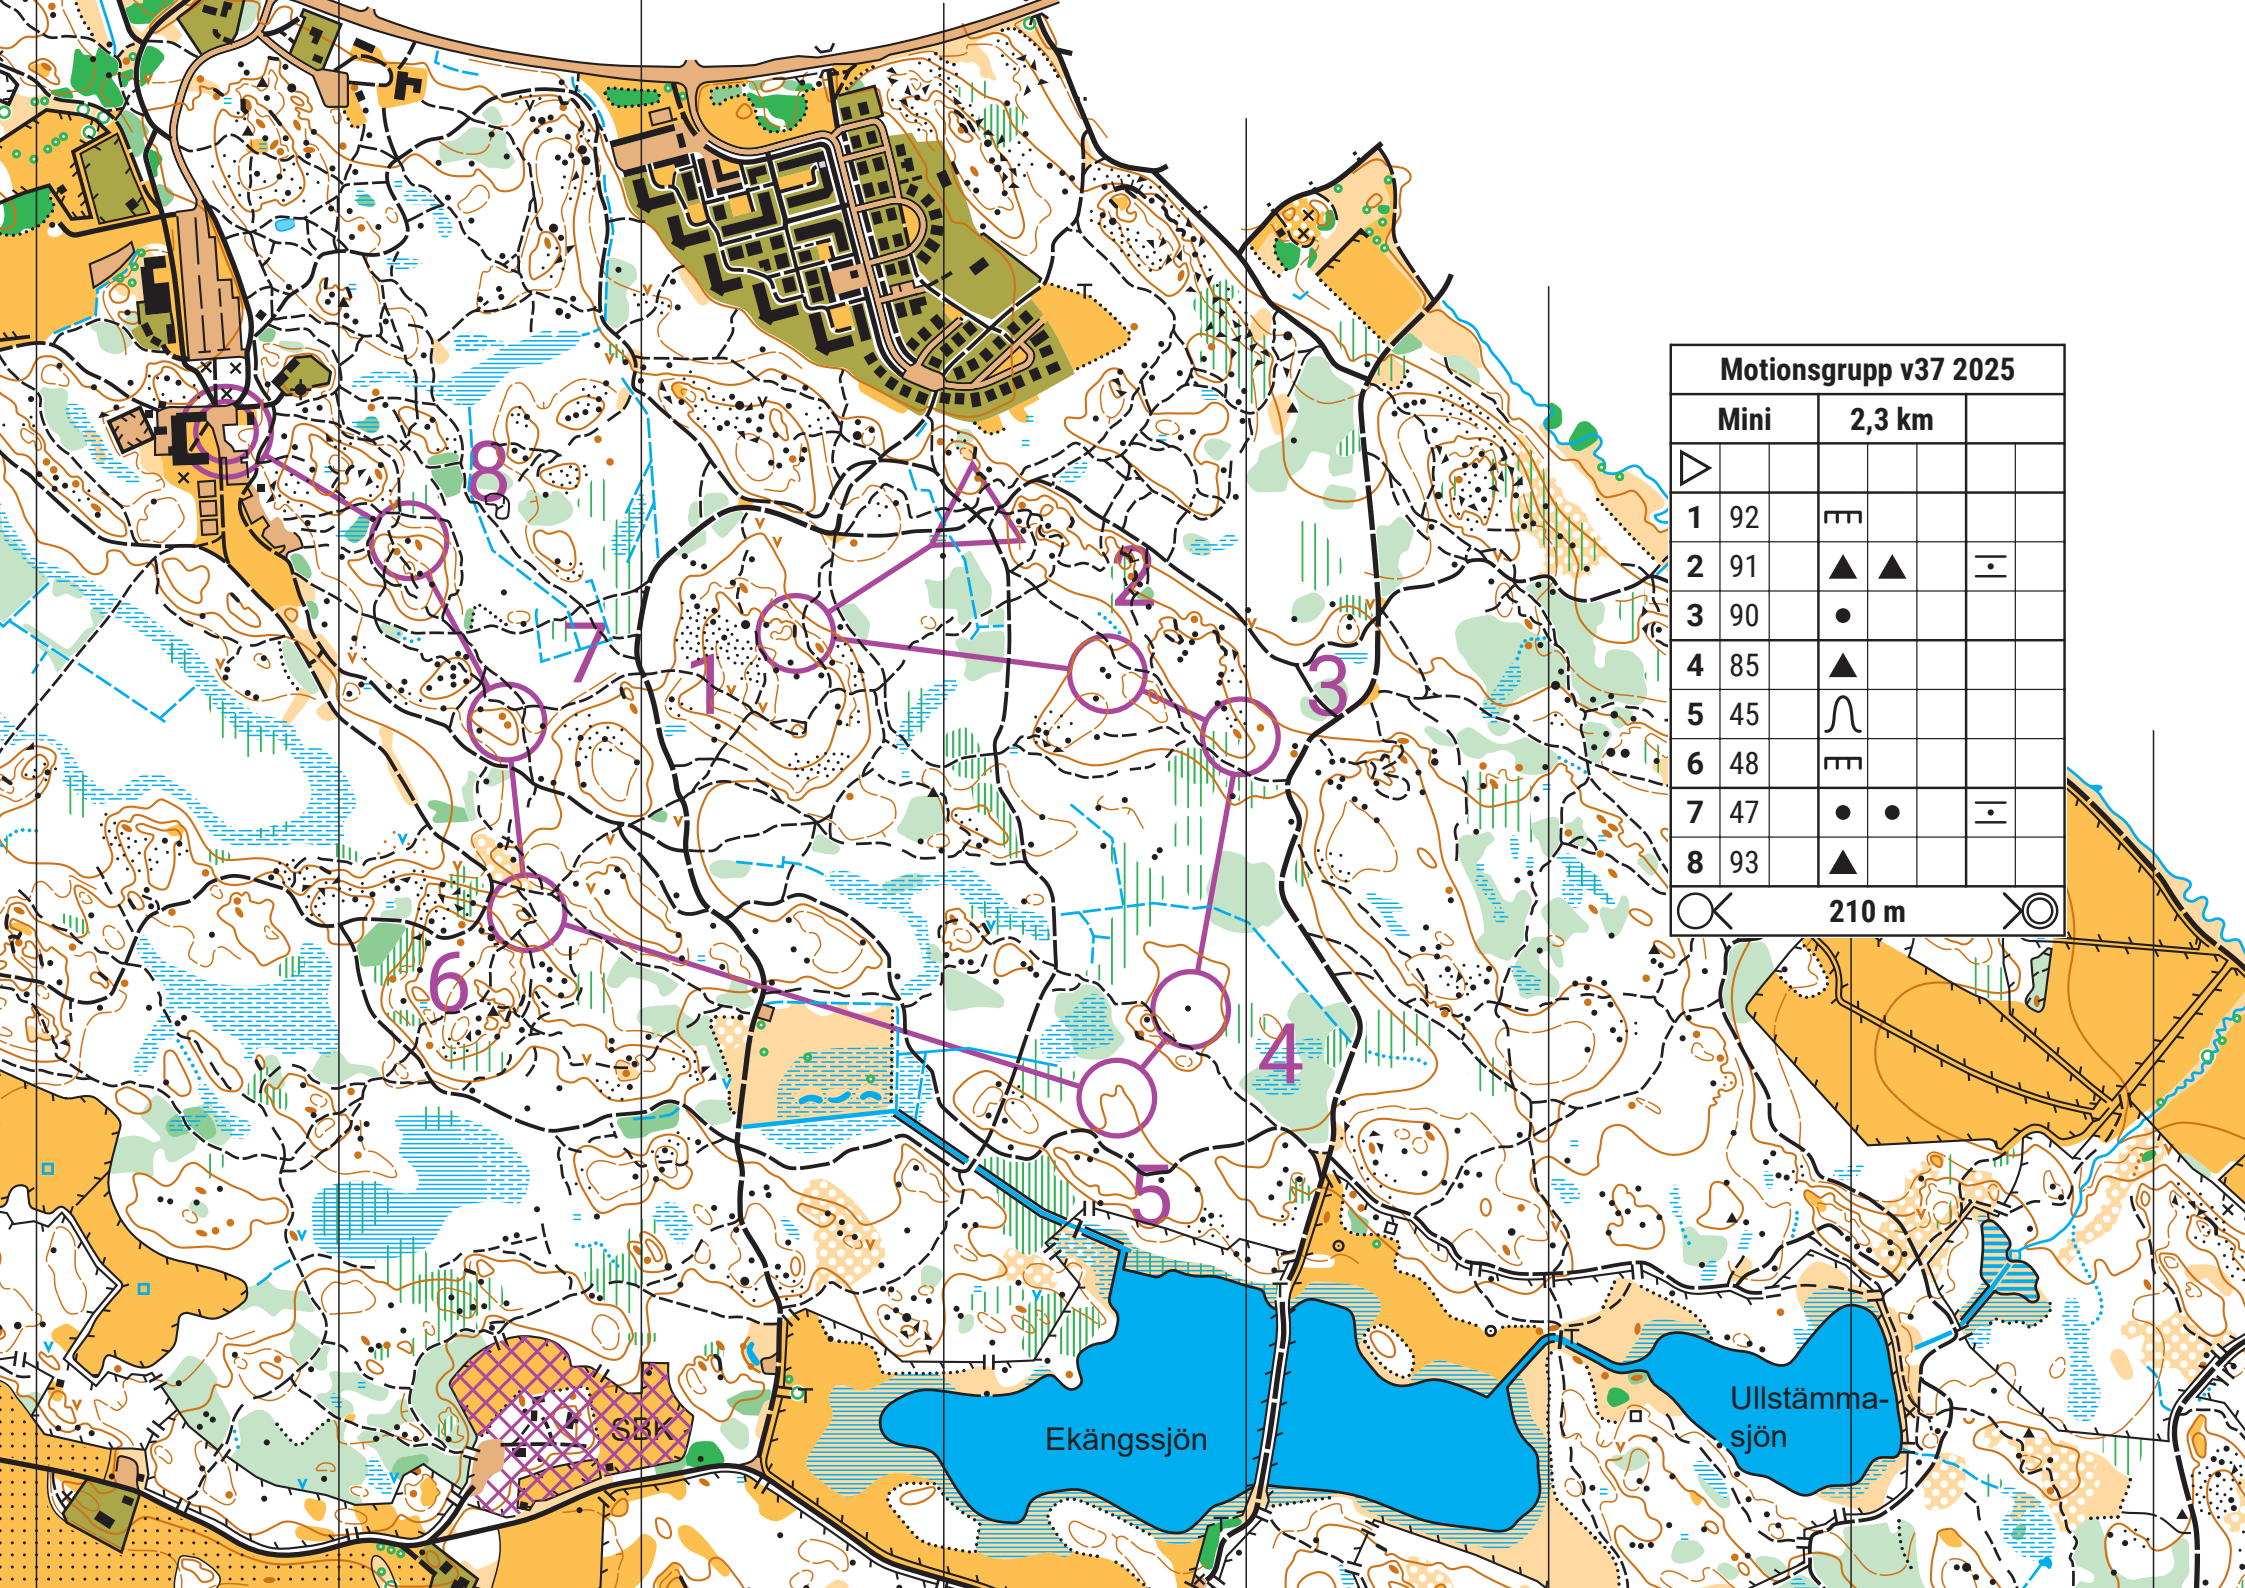 Motionsgrupp v37 2025
Mini 2,3 km
1 92
2 91
3 90
4 85
5 45
6 48
7 47
8 93
210 m
8
2
7
1
3
6
4
5
SBK
Ekängssjön
Ullstämma-
sjön